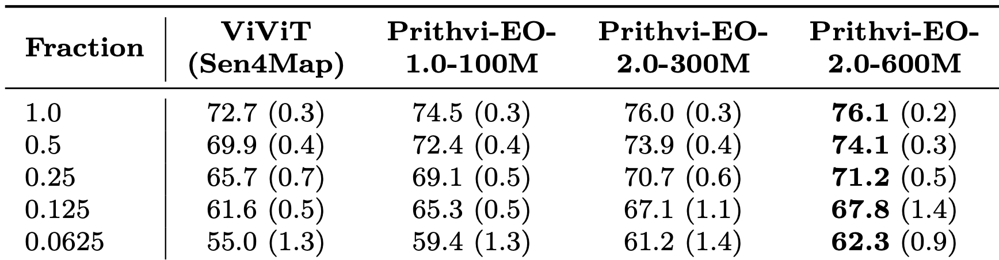 Fraction ViViT (Sen4Map) Prithvi-EO-1.0-100M Prithvi-EO-2.0-300M Prithvi-EO-2.0-600M
1.0 72.7 (0.3) 74.5 (0.3) 76.0 (0.3) 76.1 (0.2)
0.5 69.9 (0.4) 72.4 (0.4) 73.9 (0.4) 74.1 (0.3)
0.25 65.7 (0.7) 69.1 (0.5) 70.7 (0.6) 71.2 (0.5)
0.125 61.6 (0.5) 65.3 (0.5) 67.1 (1.1) 67.8 (1.4)
0.0625 55.0 (1.3) 59.4 (1.3) 61.2 (1.4) 62.3 (0.9)